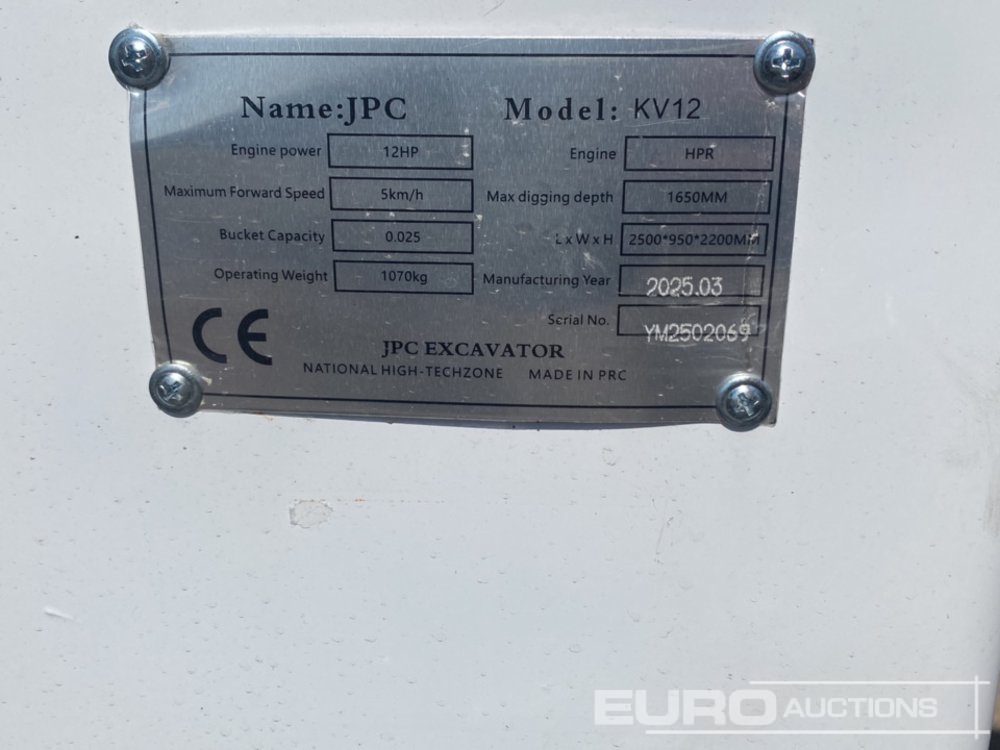 Name:JPC Model: KV12
Engine power 12HP Engine HPR
Maximum Forward Speed 5km/h Max digging depth 1650MM
Bucket Capacity 0.025 L x W x H 2500*950*2200MM
Operating Weight 1070kg Manufacturing Year 2025.03
Serial No. YM2502069
CE
JPC EXCAVATOR
NATIONAL HIGH-TECHZONE MADE IN PRC
EURO AUCTIONS